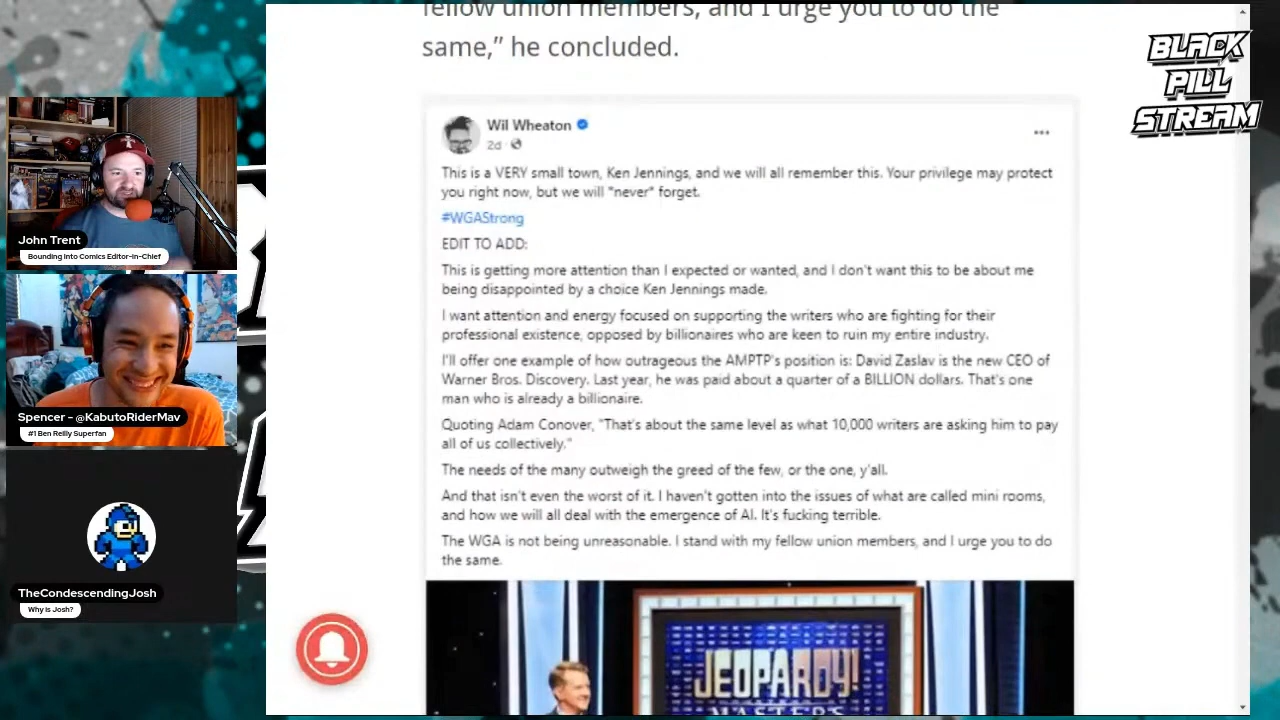 fellow union members, and I urge you to do the
same,” he concluded.
BLACK
PILL
STREAM
Wil Wheaton
2d
This is a VERY small town, Ken Jennings, and we will all remember this. Your privilege may protect
you right now, but we will "never" forget.
#WGAStrong
EDIT TO ADD:
This is getting more attention than I expected or wanted, and I don't want this to be about me
being disappointed by a choice Ken Jennings made.
I want attention and energy focused on supporting the writers who are fighting for their
professional existence, opposed by billionaires who are keen to ruin my entire industry.
I'll offer one example of how outrageous the AMPTP's position is: David Zaslav is the new CEO of
Warner Bros. Discovery. Last year, he was paid about a quarter of a BILLION dollars. That's one
man who is already a billionaire.
Quoting Adam Conover, "That's about the same level as what 10,000 writers are asking him to pay
all of us collectively."
The needs of the many outweigh the greed of the few, or the one, y'all.
And that isn't even the worst of it. I haven't gotten into the issues of what are called mini rooms,
and how we will all deal with the emergence of AI. It's fucking terrible.
The WGA is not being unreasonable. I stand with my fellow union members, and I urge you to do
the same.
JEOPARDY!
MASTERS
John Trent
Bounding Into Comics Editor-in-Chief
Spencer - @KabutoRiderMav
#1 Ben Reilly Superfan
TheCondescendingJosh
Why is Josh?